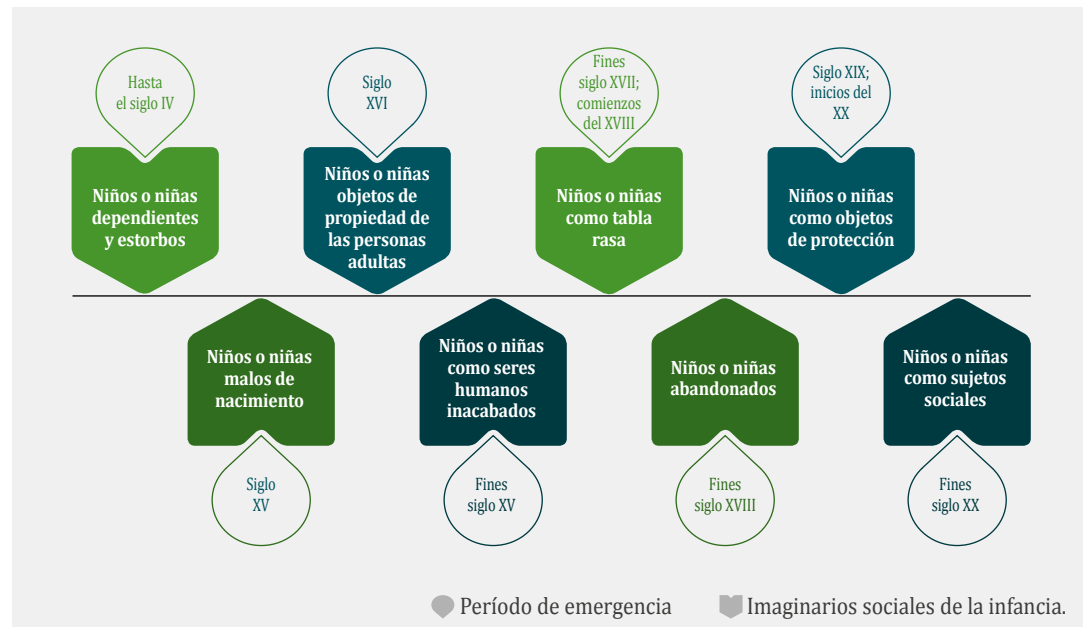 Hasta
el siglo IV
Niños o niñas
dependientes
y estorbos
Niños o niñas
malos de
nacimiento
Siglo
XV
Siglo
XVI
Niños o niñas
objetos de
propiedad de
las personas
adultas
Niños o niñas
como seres
humanos
inacabados
Fines
siglo XV
Fines
siglo XVII;
comienzos
del XVIII
Niños o niñas
como tabla
rasa
Niños o niñas
abandonados
Fines
siglo XVIII
Siglo XIX;
inicios del
XX
Niños o niñas
como objetos
de protección
Niños o niñas
como sujetos
sociales
Fines
siglo XX
Período de emergencia
Imaginarios sociales de la infancia.